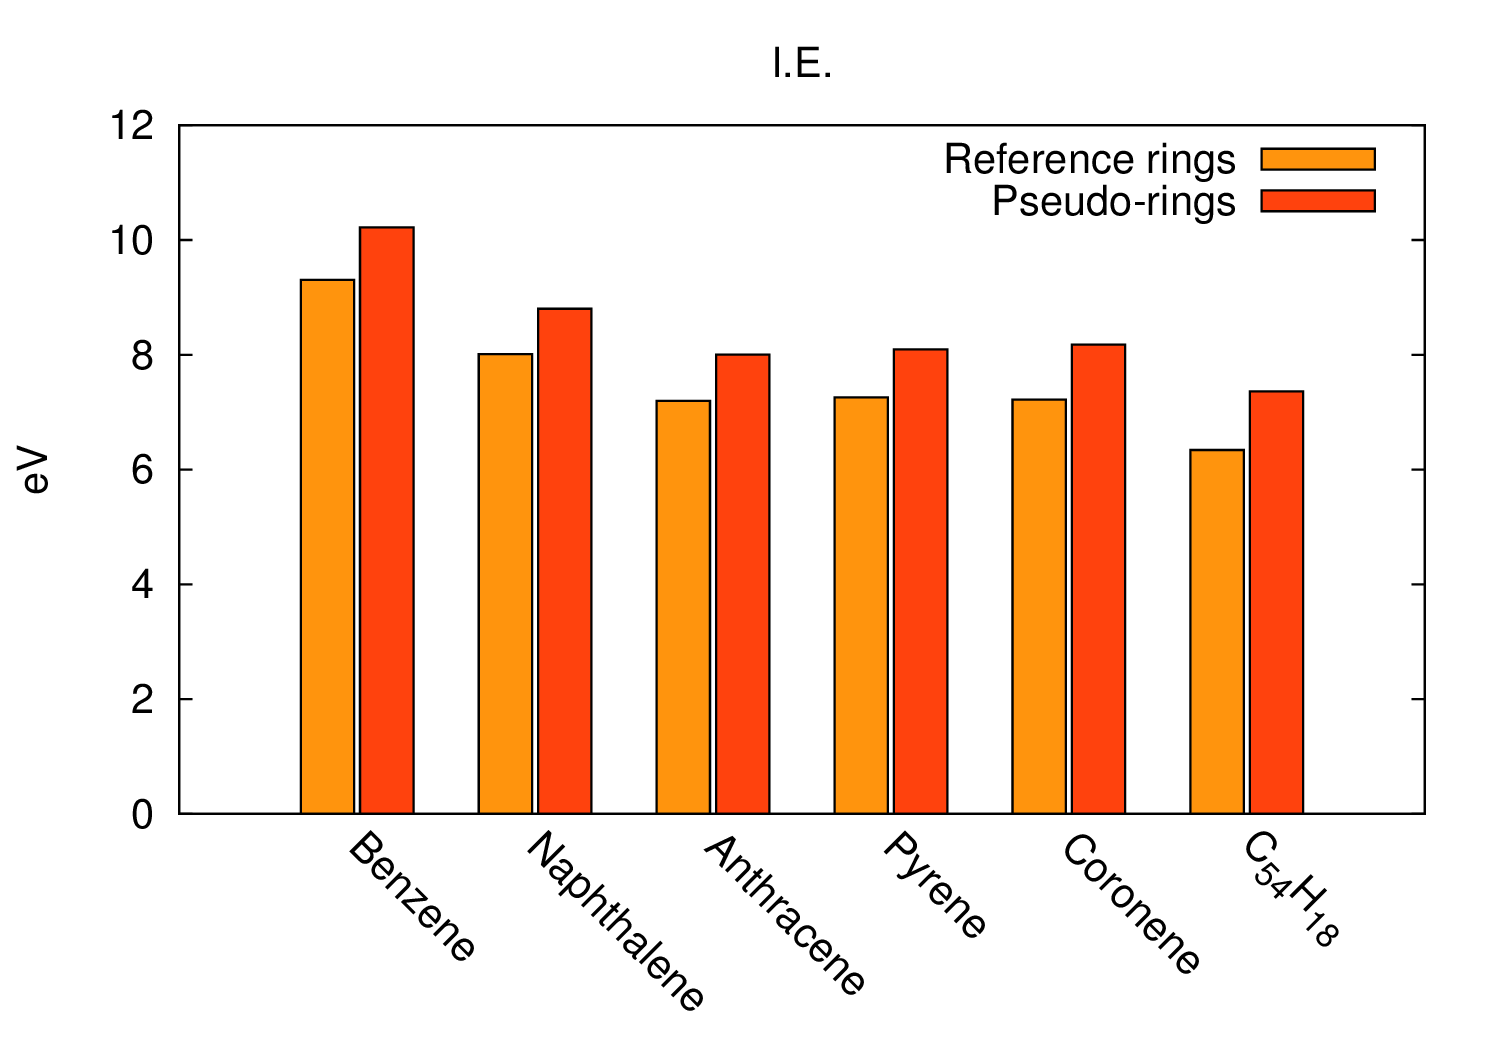 I.E.
12
Reference rings
Pseudo-rings
10
8
6
eV
4
2
0
Benzene
Naphthalene
Anthracene
Pyrene
Coronene
C₅₄H₁₈